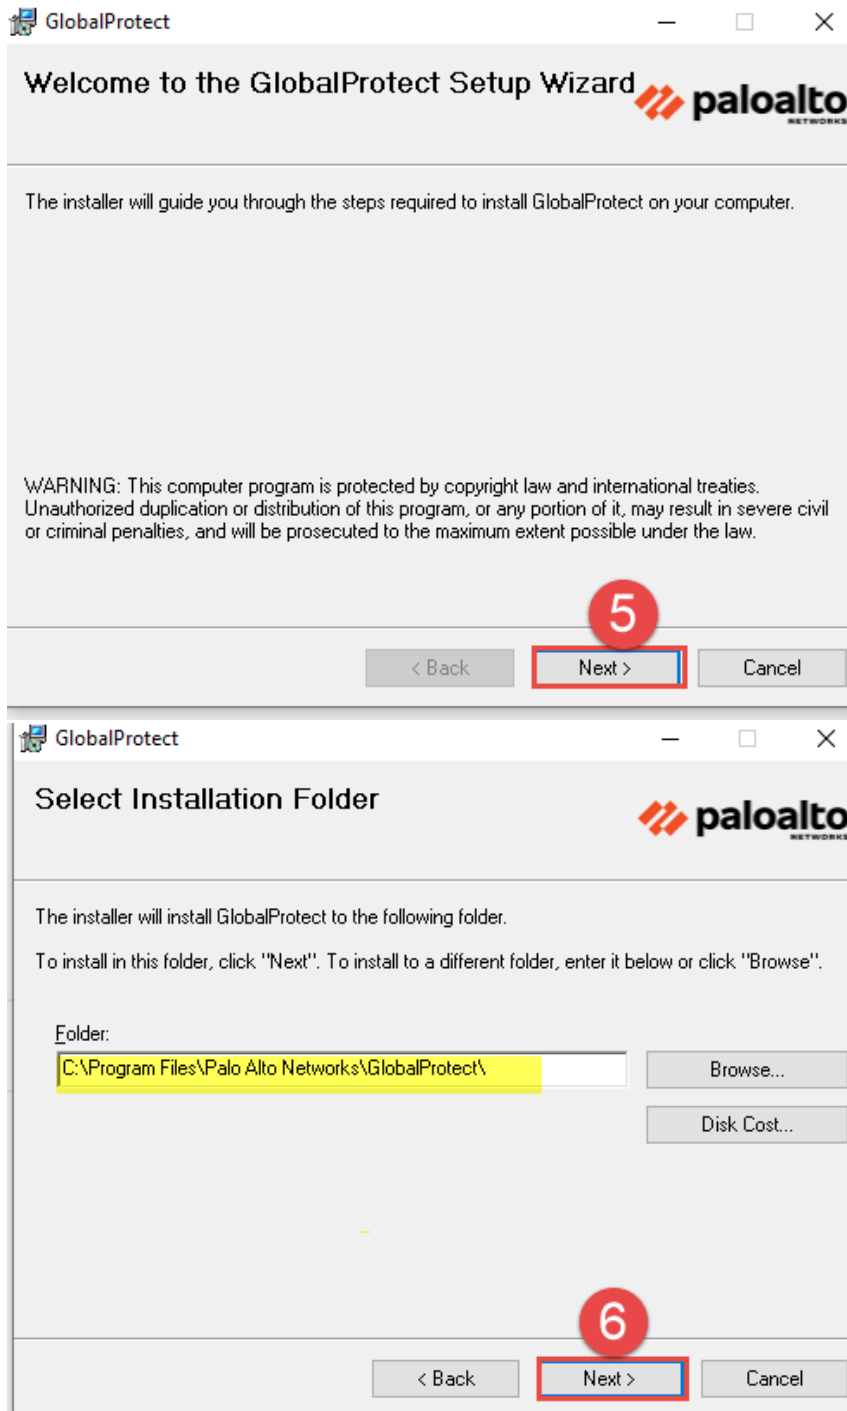 GlobalProtect
Welcome to the GlobalProtect Setup Wizard
paloalto
NETWORKS
The installer will guide you through the steps required to install GlobalProtect on your computer.
WARNING: This computer program is protected by copyright law and international treaties.
Unauthorized duplication or distribution of this program, or any portion of it, may result in severe civil
or criminal penalties, and will be prosecuted to the maximum extent possible under the law.
5
< Back
Next >
Cancel
GlobalProtect
Select Installation Folder
paloalto
NETWORKS
The installer will install GlobalProtect to the following folder.
To install in this folder, click "Next". To install to a different folder, enter it below or click "Browse".
Folder:
C:\Program Files\Palo Alto Networks\GlobalProtect\
Browse...
Disk Cost...
6
< Back
Next >
Cancel